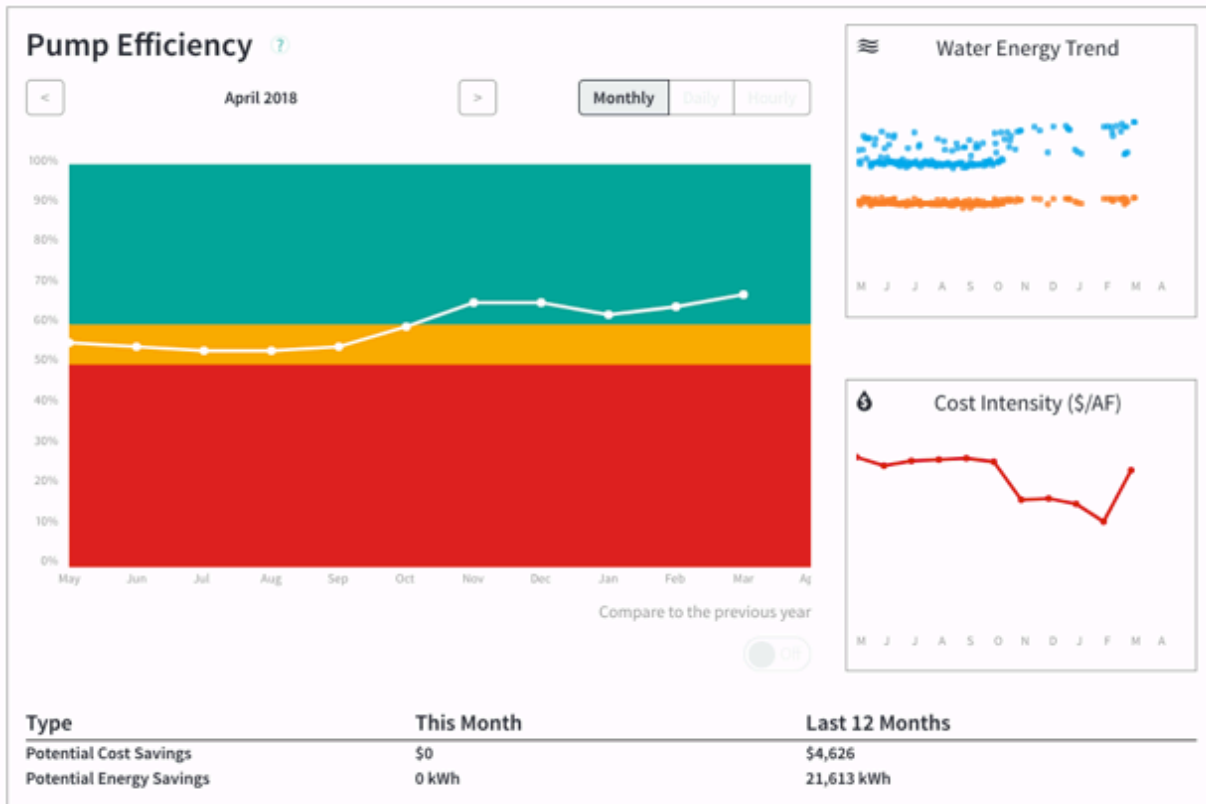 Pump Efficiency ?
< April 2018 >
Monthly Daily Hourly
100%
90%
80%
70%
60%
50%
40%
30%
20%
10%
0%
May Jun Jul Aug Sep Oct Nov Dec Jan Feb Mar Ap
Compare to the previous year
Off
Water Energy Trend
M J J A S O N D J F M A
$ Cost Intensity ($/AF)
M J J A S O N D J F M A
Type This Month Last 12 Months
Potential Cost Savings $0 $4,626
Potential Energy Savings 0 kWh 21,613 kWh